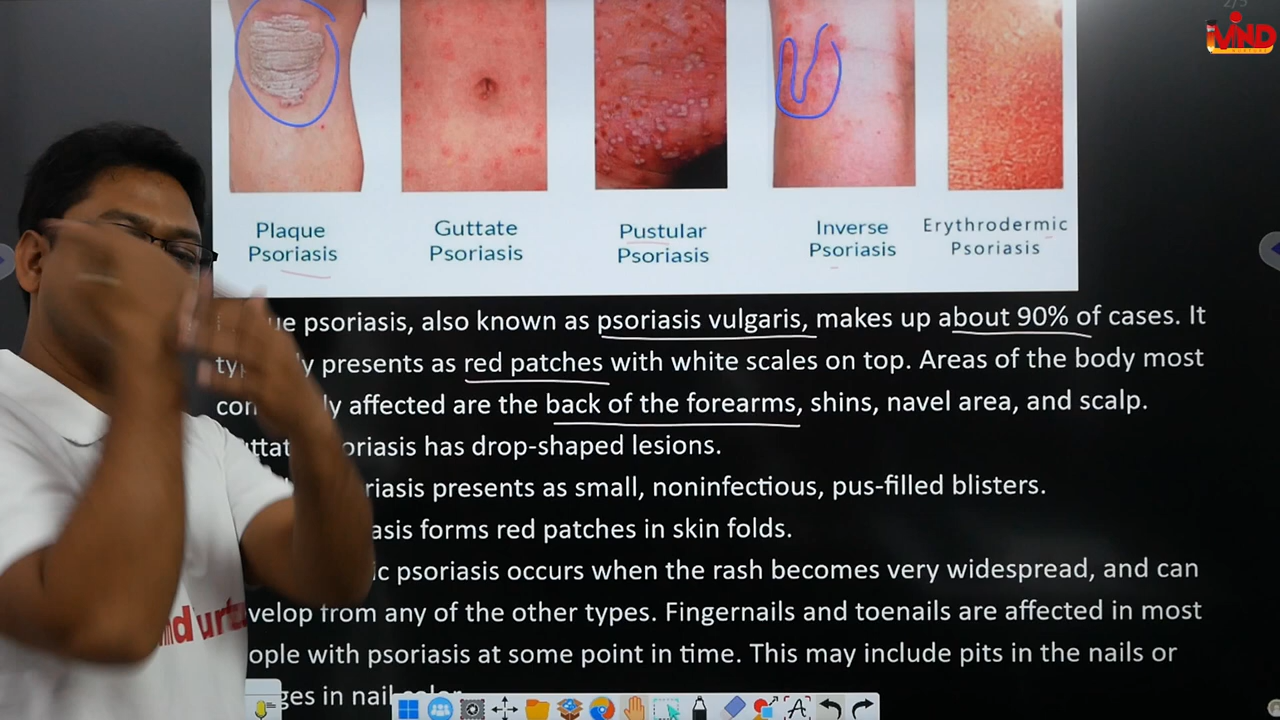 2/5
MIND
Plaque
Psoriasis
Guttate
Psoriasis
Pustular
Psoriasis
Inverse
Psoriasis
Erythrodermic
Psoriasis
psoriasis, also known as psoriasis vulgaris, makes up about 90% of cases. It
presents as red patches with white scales on top. Areas of the body most
affected are the back of the forearms, shins, navel area, and scalp.
has drop-shaped lesions.
presents as small, noninfectious, pus-filled blisters.
forms red patches in skin folds.
psoriasis occurs when the rash becomes very widespread, and can
from any of the other types. Fingernails and toenails are affected in most
with psoriasis at some point in time. This may include pits in the nails or
in nail